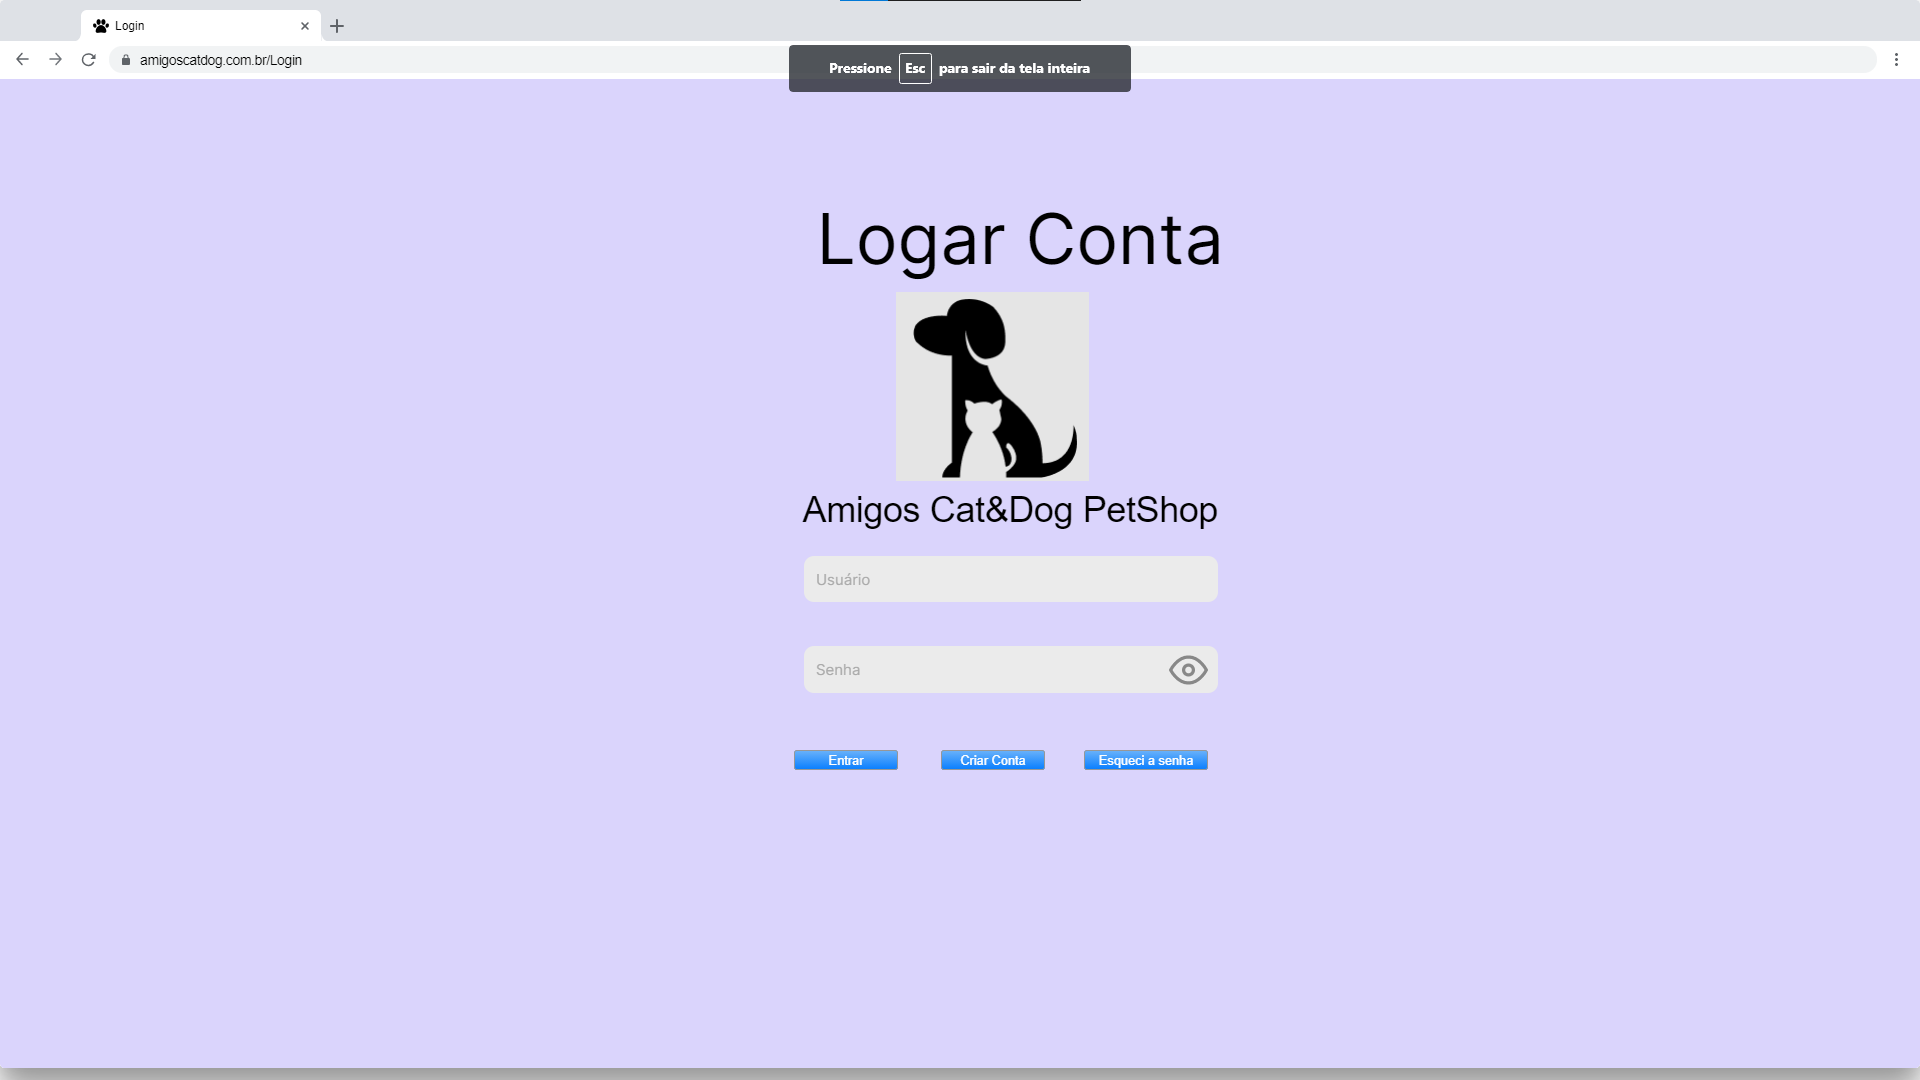 Login
amigoscatdog.com.br/Login
Pressione Esc para sair da tela inteira
Logar Conta
Amigos Cat&Dog PetShop
Usuário
Senha
Entrar Criar Conta Esqueci a senha